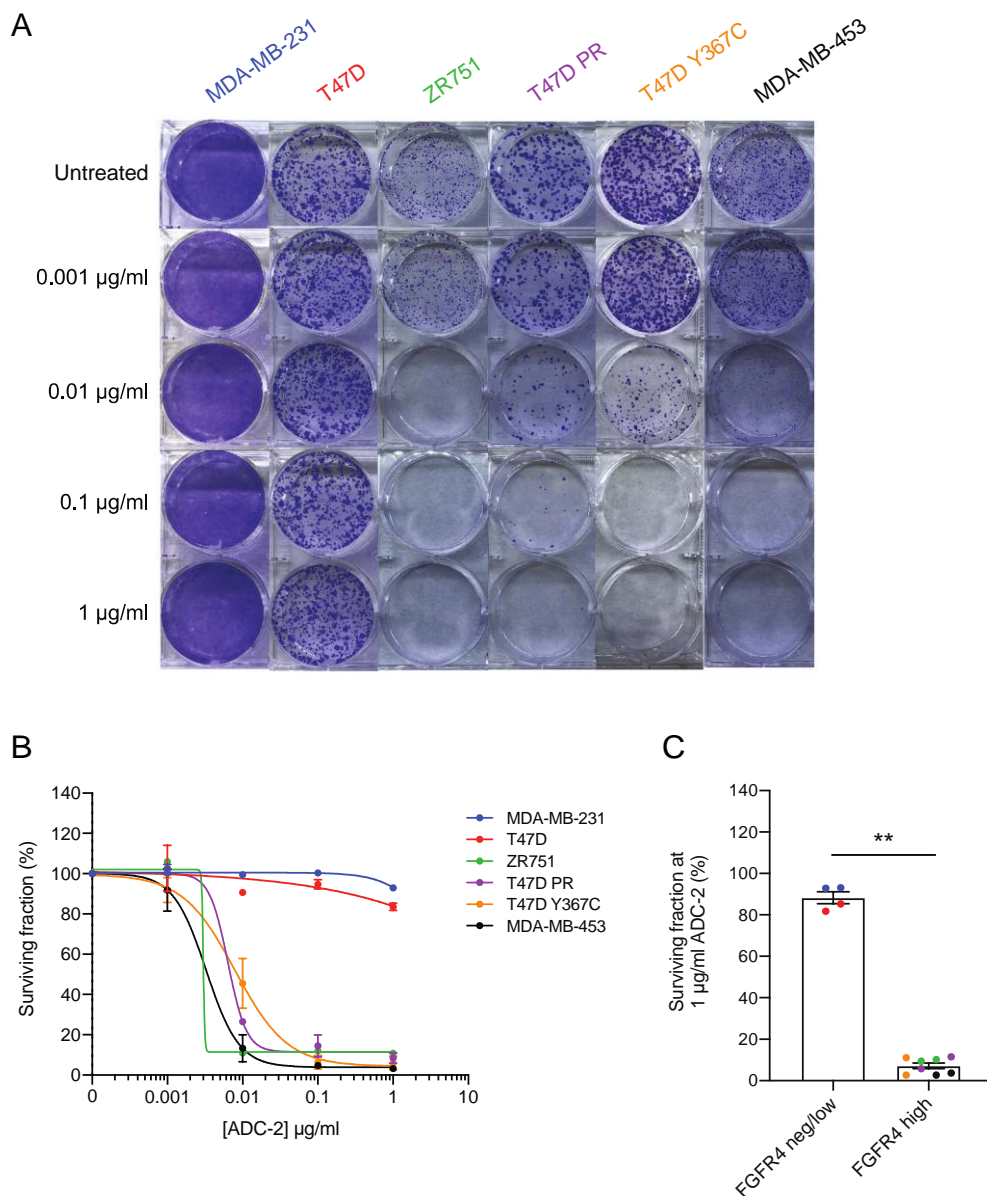 A
MDA-MB-231
T47D
ZR751
T47D PR
T47D Y367C
MDA-MB-453
Untreated
0.001 µg/ml
0.01 µg/ml
0.1 µg/ml
1 µg/ml
B
140
120
100
80
60
40
20
0
Surviving fraction (%)
0
0.001
0.01
0.1
1
10
[ADC-2] µg/ml
MDA-MB-231
T47D
ZR751
T47D PR
T47D Y367C
MDA-MB-453
C
140
120
100
80
60
40
20
0
Surviving fraction at
1 µg/ml ADC-2 (%)
**
FGFR4 neg/low
FGFR4 high